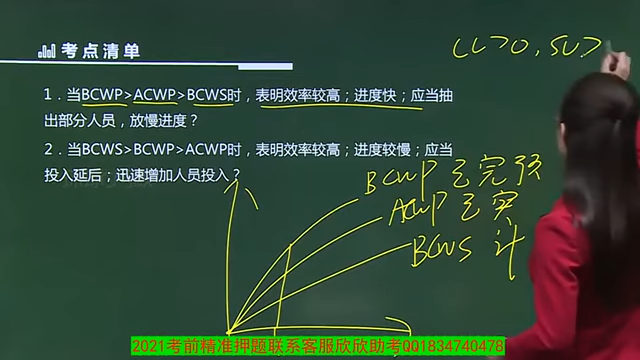 考点清单
CV>0,SV>
1．当BCWP>ACWP>BCWS时，表明效率较高；进度快；应当抽
出部分人员，放慢进度？
2．当BCWS>BCWP>ACWP时，表明效率较高；进度较慢；应当
投入延后；迅速增加人员投入？
BCWP 已完预
ACWP 已实
BCWS 计
2021考前精准押题联系客服欣欣助考QQ1834740478